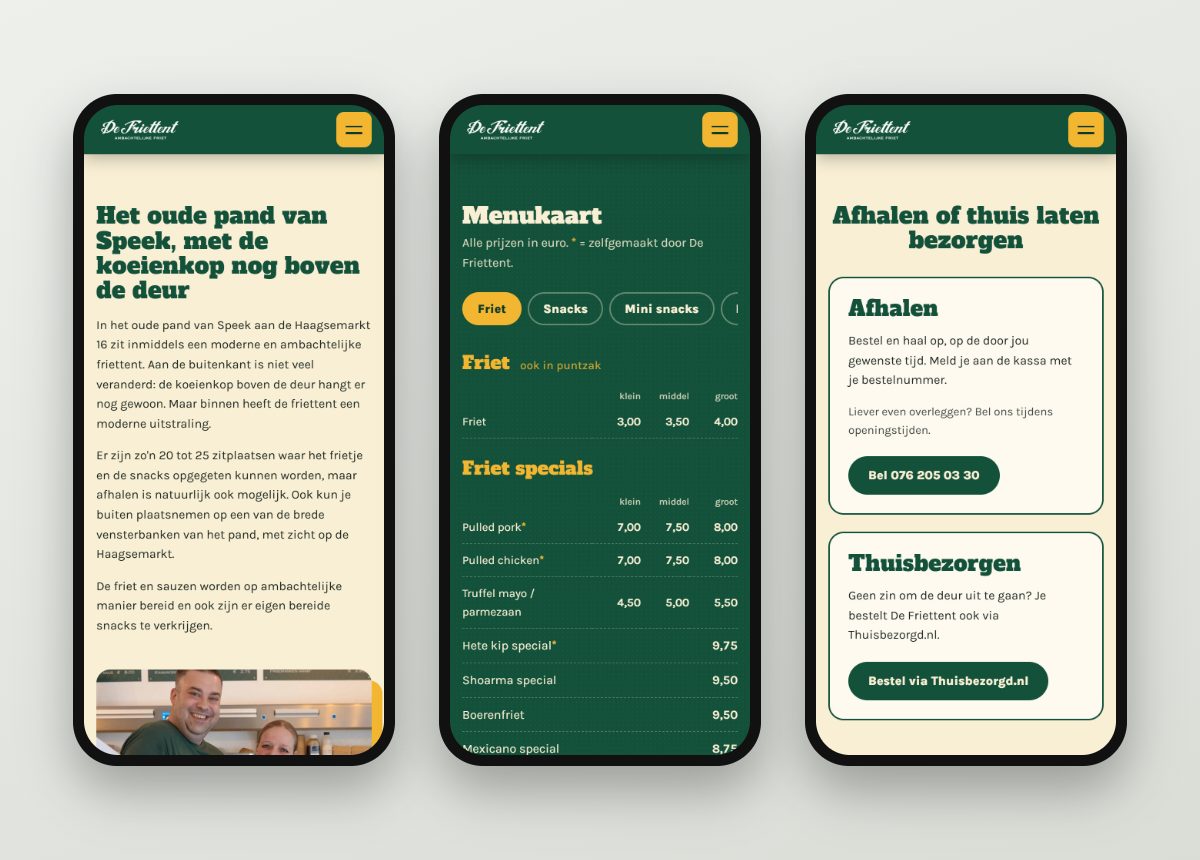 De Friettent
AMBACHTELIJKE FRIET
Het oude pand van
Speek, met de
koeienkop nog boven
de deur
In het oude pand van Speek aan de Haagsemarkt
16 zit inmiddels een moderne en ambachtelijke
friettent. Aan de buitenkant is niet veel
veranderd: de koeienkop boven de deur hangt er
nog gewoon. Maar binnen heeft de friettent een
moderne uitstraling.
Er zijn zo'n 20 tot 25 zitplaatsen waar het frietje
en de snacks opgegeten kunnen worden, maar
afhalen is natuurlijk ook mogelijk. Ook kun je
buiten plaatsnemen op een van de brede
vensterbanken van het pand, met zicht op de
Haagsemarkt.
De friet en sauzen worden op ambachtelijke
manier bereid en ook zijn er eigen bereide
snacks te verkrijgen.
De Friettent
AMBACHTELIJKE FRIET
Menukaart
Alle prijzen in euro. * = zelfgemaakt door De
Friettent.
Friet Snacks Mini snacks
Friet ook in puntzak
klein middel groot
Friet 3,00 3,50 4,00
Friet specials
klein middel groot
Pulled pork* 7,00 7,50 8,00
Pulled chicken* 7,00 7,50 8,00
Truffel mayo /
parmezaan 4,50 5,00 5,50
Hete kip special* 9,75
Shoarma special 9,50
Boerenfriet 9,50
Mexicano special 8,75
De Friettent
AMBACHTELIJKE FRIET
Afhalen of thuis laten
bezorgen
Afhalen
Bestel en haal op, op de door jou
gewenste tijd. Meld je aan de kassa met
je bestelnummer.
Liever even overleggen? Bel ons tijdens
openingstijden.
Bel 076 205 03 30
Thuisbezorgen
Geen zin om de deur uit te gaan? Je
bestelt De Friettent ook via
Thuisbezorgd.nl.
Bestel via Thuisbezorgd.nl